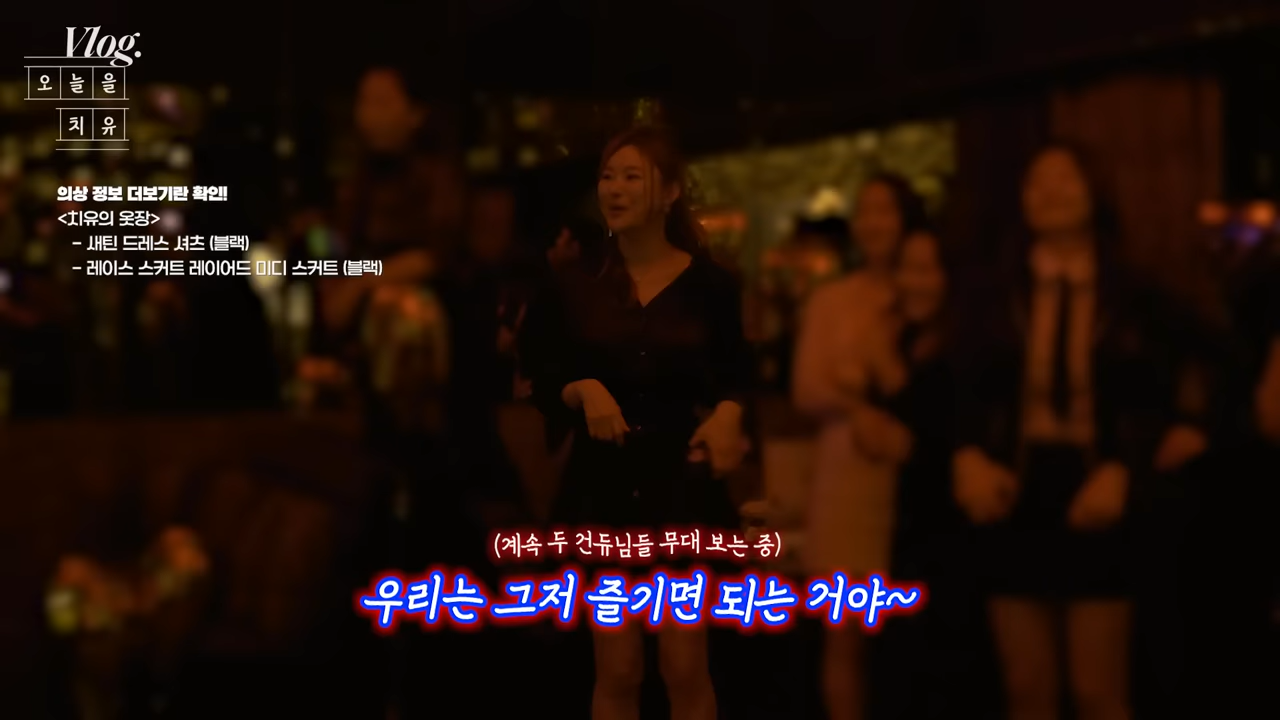 Vlog.
오늘을
치유
의상 정보 더보기란 확인!
<치유의 옷장>
- 새틴 드레스 셔츠 (블랙)
- 레이스 스커트 레이어드 미디 스커트 (블랙)
(계속 두 건듀님들 무대 보는 중)
우리는 그저 즐기면 되는 거야~